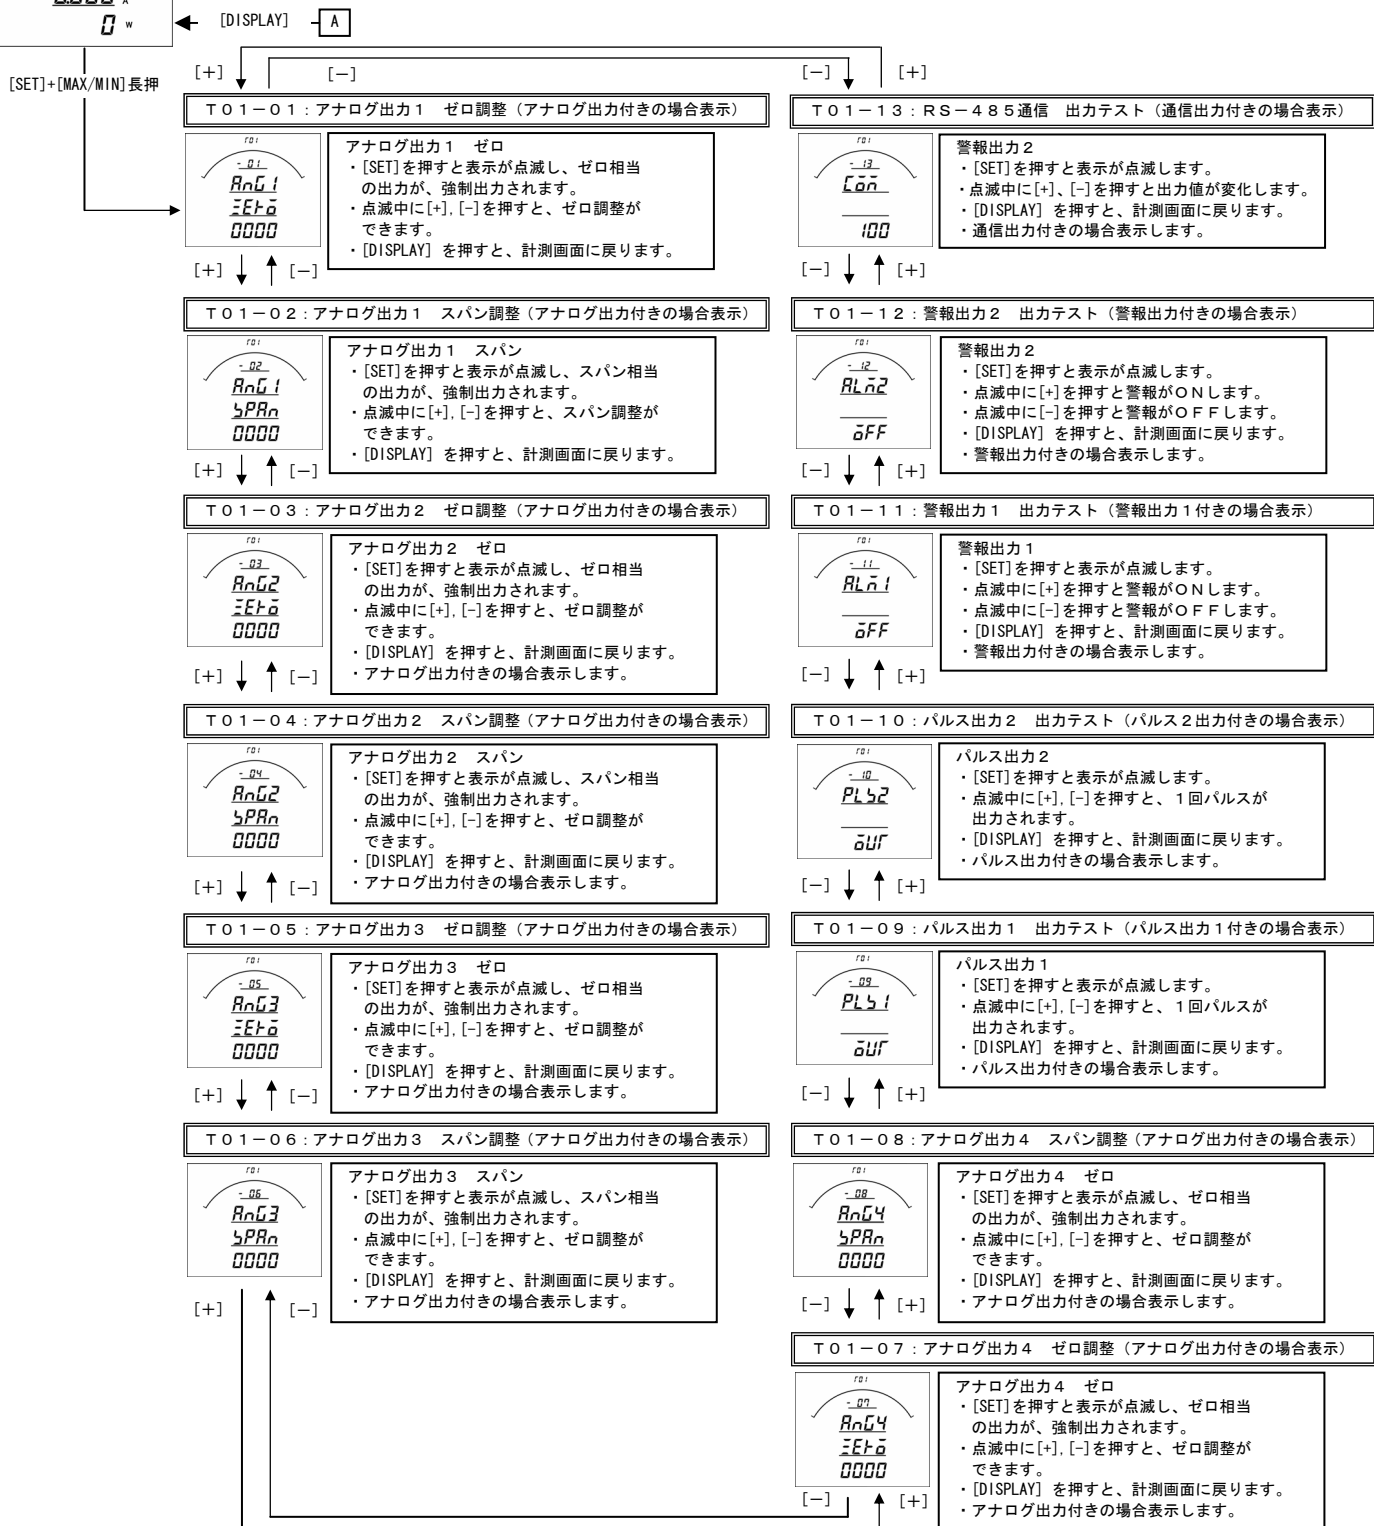 A
0 W
[DISPLAY] A
[SET]+[MAX/MIN]長押
[+] [－]
T01－01：アナログ出力1 ゼロ調整（アナログ出力付きの場合表示）
T01
- 01
AnG1
ZEro
0000
アナログ出力1 ゼロ
・[SET]を押すと表示が点滅し、ゼロ相当
の出力が、強制出力されます。
・点滅中に[+],[-]を押すと、ゼロ調整が
できます。
・[DISPLAY] を押すと、計測画面に戻ります。
[+] [－]
T01－02：アナログ出力1 スパン調整（アナログ出力付きの場合表示）
T01
- 02
AnG1
SPAn
0000
アナログ出力1 スパン
・[SET]を押すと表示が点滅し、スパン相当
の出力が、強制出力されます。
・点滅中に[+],[-]を押すと、スパン調整が
できます。
・[DISPLAY] を押すと、計測画面に戻ります。
[+] [－]
T01－03：アナログ出力2 ゼロ調整（アナログ出力付きの場合表示）
T01
- 03
AnG2
ZEro
0000
アナログ出力2 ゼロ
・[SET]を押すと表示が点滅し、ゼロ相当
の出力が、強制出力されます。
・点滅中に[+],[-]を押すと、ゼロ調整が
できます。
・[DISPLAY] を押すと、計測画面に戻ります。
・アナログ出力付きの場合表示します。
[+] [－]
T01－04：アナログ出力2 スパン調整（アナログ出力付きの場合表示）
T01
- 04
AnG2
SPAn
0000
アナログ出力2 スパン
・[SET]を押すと表示が点滅し、スパン相当
の出力が、強制出力されます。
・点滅中に[+],[-]を押すと、ゼロ調整が
できます。
・[DISPLAY] を押すと、計測画面に戻ります。
・アナログ出力付きの場合表示します。
[+] [－]
T01－05：アナログ出力3 ゼロ調整（アナログ出力付きの場合表示）
T01
- 05
AnG3
ZEro
0000
アナログ出力3 ゼロ
・[SET]を押すと表示が点滅し、ゼロ相当
の出力が、強制出力されます。
・点滅中に[+],[-]を押すと、ゼロ調整が
できます。
・[DISPLAY] を押すと、計測画面に戻ります。
・アナログ出力付きの場合表示します。
[+] [－]
T01－06：アナログ出力3 スパン調整（アナログ出力付きの場合表示）
T01
- 06
AnG3
SPAn
0000
アナログ出力3 スパン
・[SET]を押すと表示が点滅し、スパン相当
の出力が、強制出力されます。
・点滅中に[+],[-]を押すと、ゼロ調整が
できます。
・[DISPLAY] を押すと、計測画面に戻ります。
・アナログ出力付きの場合表示します。
[+] [－]
[－] [+]
T01－13：RS－485通信 出力テスト（通信出力付きの場合表示）
T01
- 13
Com
100
警報出力2
・[SET]を押すと表示が点滅します。
・点滅中に[+]、[-]を押すと出力値が変化します。
・[DISPLAY] を押すと、計測画面に戻ります。
・通信出力付きの場合表示します。
[－] [+]
T01－12：警報出力2 出力テスト（警報出力付きの場合表示）
T01
- 12
ALm2
oFF
警報出力2
・[SET]を押すと表示が点滅します。
・点滅中に[+]を押すと警報がONします。
・点滅中に[-]を押すと警報がOFFします。
・[DISPLAY] を押すと、計測画面に戻ります。
・警報出力付きの場合表示します。
[－] [+]
T01－11：警報出力1 出力テスト（警報出力1付きの場合表示）
T01
- 11
ALm1
oFF
警報出力1
・[SET]を押すと表示が点滅します。
・点滅中に[+]を押すと警報がONします。
・点滅中に[-]を押すと警報がOFFします。
・[DISPLAY] を押すと、計測画面に戻ります。
・警報出力付きの場合表示します。
[－] [+]
T01－10：パルス出力2 出力テスト（パルス2出力付きの場合表示）
T01
- 10
PLS2
oUT
パルス出力2
・[SET]を押すと表示が点滅します。
・点滅中に[+],[-]を押すと、1回パルスが
出力されます。
・[DISPLAY] を押すと、計測画面に戻ります。
・パルス出力付きの場合表示します。
[－] [+]
T01－09：パルス出力1 出力テスト（パルス出力1付きの場合表示）
T01
- 09
PLS1
oUT
パルス出力1
・[SET]を押すと表示が点滅します。
・点滅中に[+],[-]を押すと、1回パルスが
出力されます。
・[DISPLAY] を押すと、計測画面に戻ります。
・パルス出力付きの場合表示します。
[－] [+]
T01－08：アナログ出力4 スパン調整（アナログ出力付きの場合表示）
T01
- 08
AnG4
SPAn
0000
アナログ出力4 ゼロ
・[SET]を押すと表示が点滅し、ゼロ相当
の出力が、強制出力されます。
・点滅中に[+],[-]を押すと、ゼロ調整が
できます。
・[DISPLAY] を押すと、計測画面に戻ります。
・アナログ出力付きの場合表示します。
[－] [+]
T01－07：アナログ出力4 ゼロ調整（アナログ出力付きの場合表示）
T01
- 07
AnG4
ZEro
0000
アナログ出力4 ゼロ
・[SET]を押すと表示が点滅し、ゼロ相当
の出力が、強制出力されます。
・点滅中に[+],[-]を押すと、ゼロ調整が
できます。
・[DISPLAY] を押すと、計測画面に戻ります。
・アナログ出力付きの場合表示します。
[－] [+]